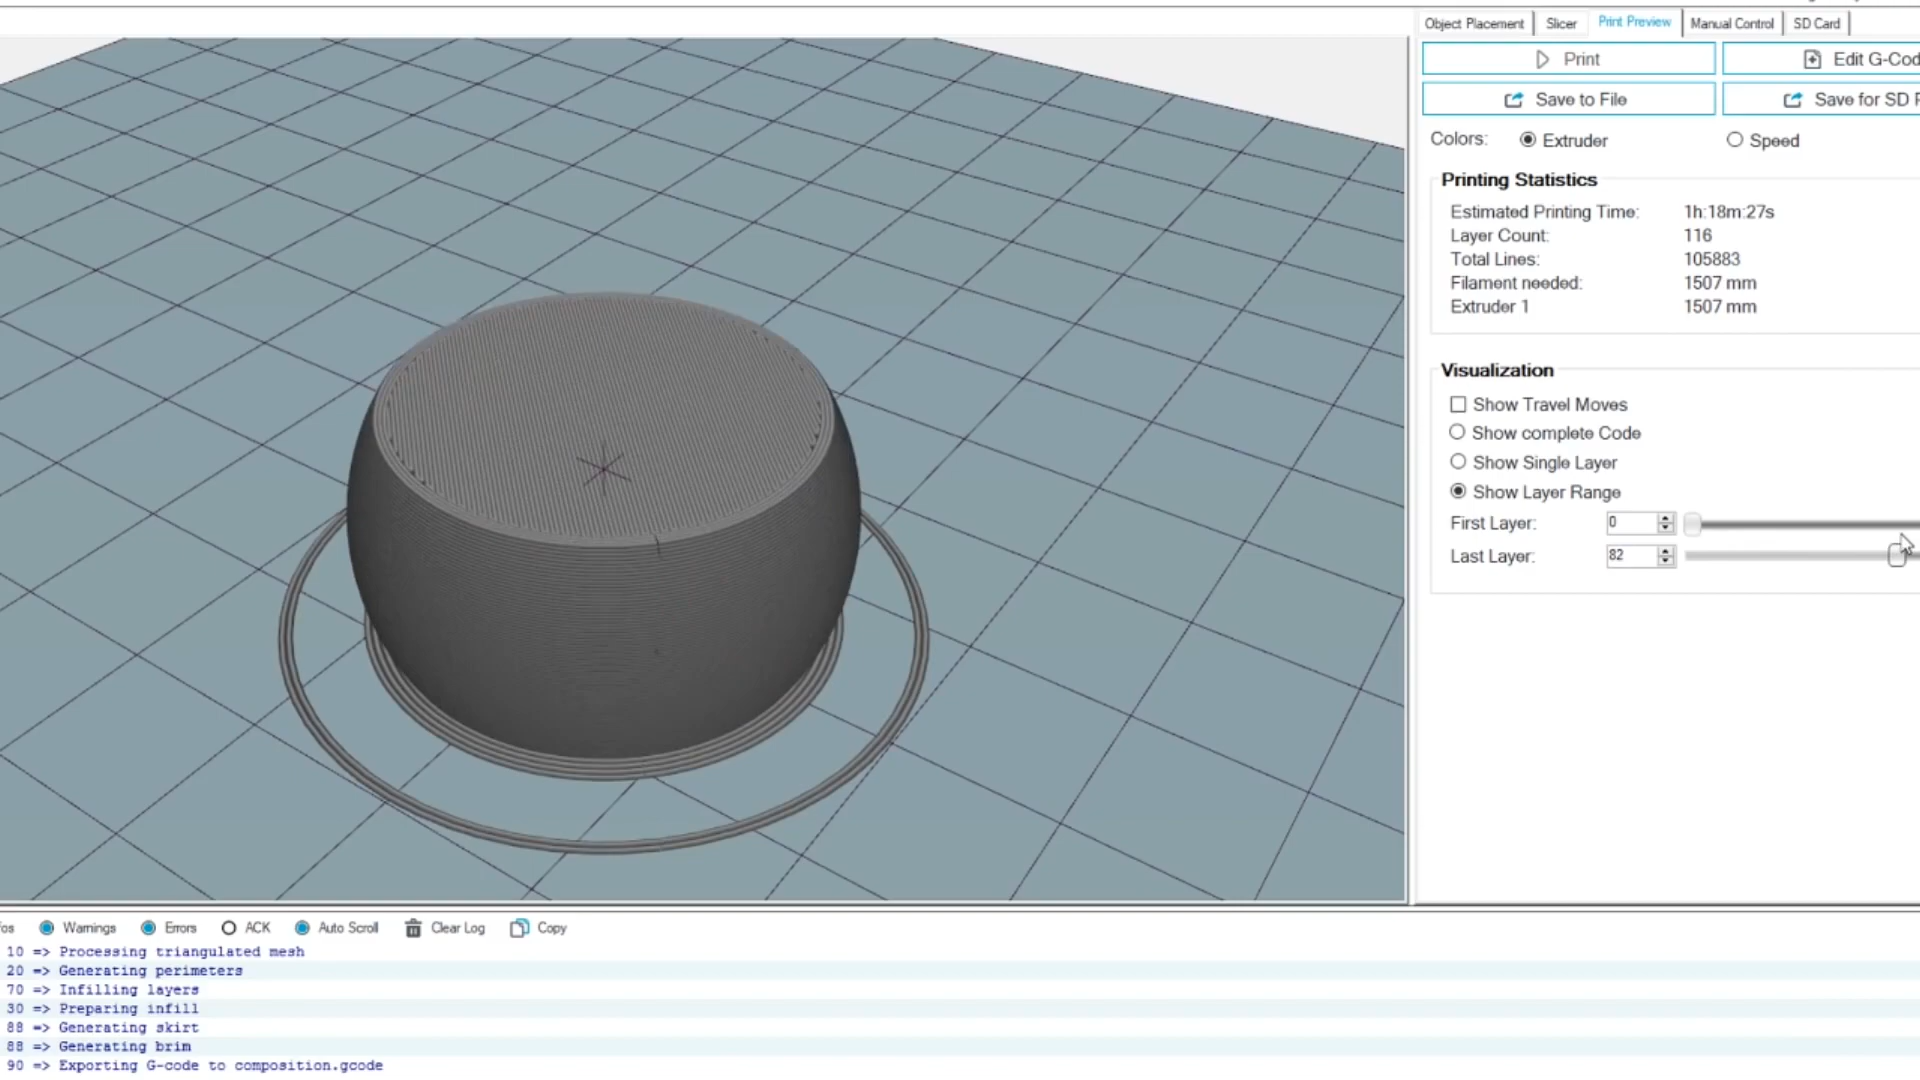 Object Placement Slicer Print Preview Manual Control SD Card
Print Edit G-Cod
Save to File Save for SD P
Colors: Extruder Speed
Printing Statistics
Estimated Printing Time: 1h:18m:27s
Layer Count: 116
Total Lines: 105883
Filament needed: 1507 mm
Extruder 1 1507 mm
Visualization
Show Travel Moves
Show complete Code
Show Single Layer
Show Layer Range
First Layer: 0
Last Layer: 82
fos Warnings Errors ACK Auto Scroll Clear Log Copy
10 => Processing triangulated mesh
20 => Generating perimeters
70 => Infilling layers
30 => Preparing infill
88 => Generating skirt
88 => Generating brim
90 => Exporting G-code to composition.gcode